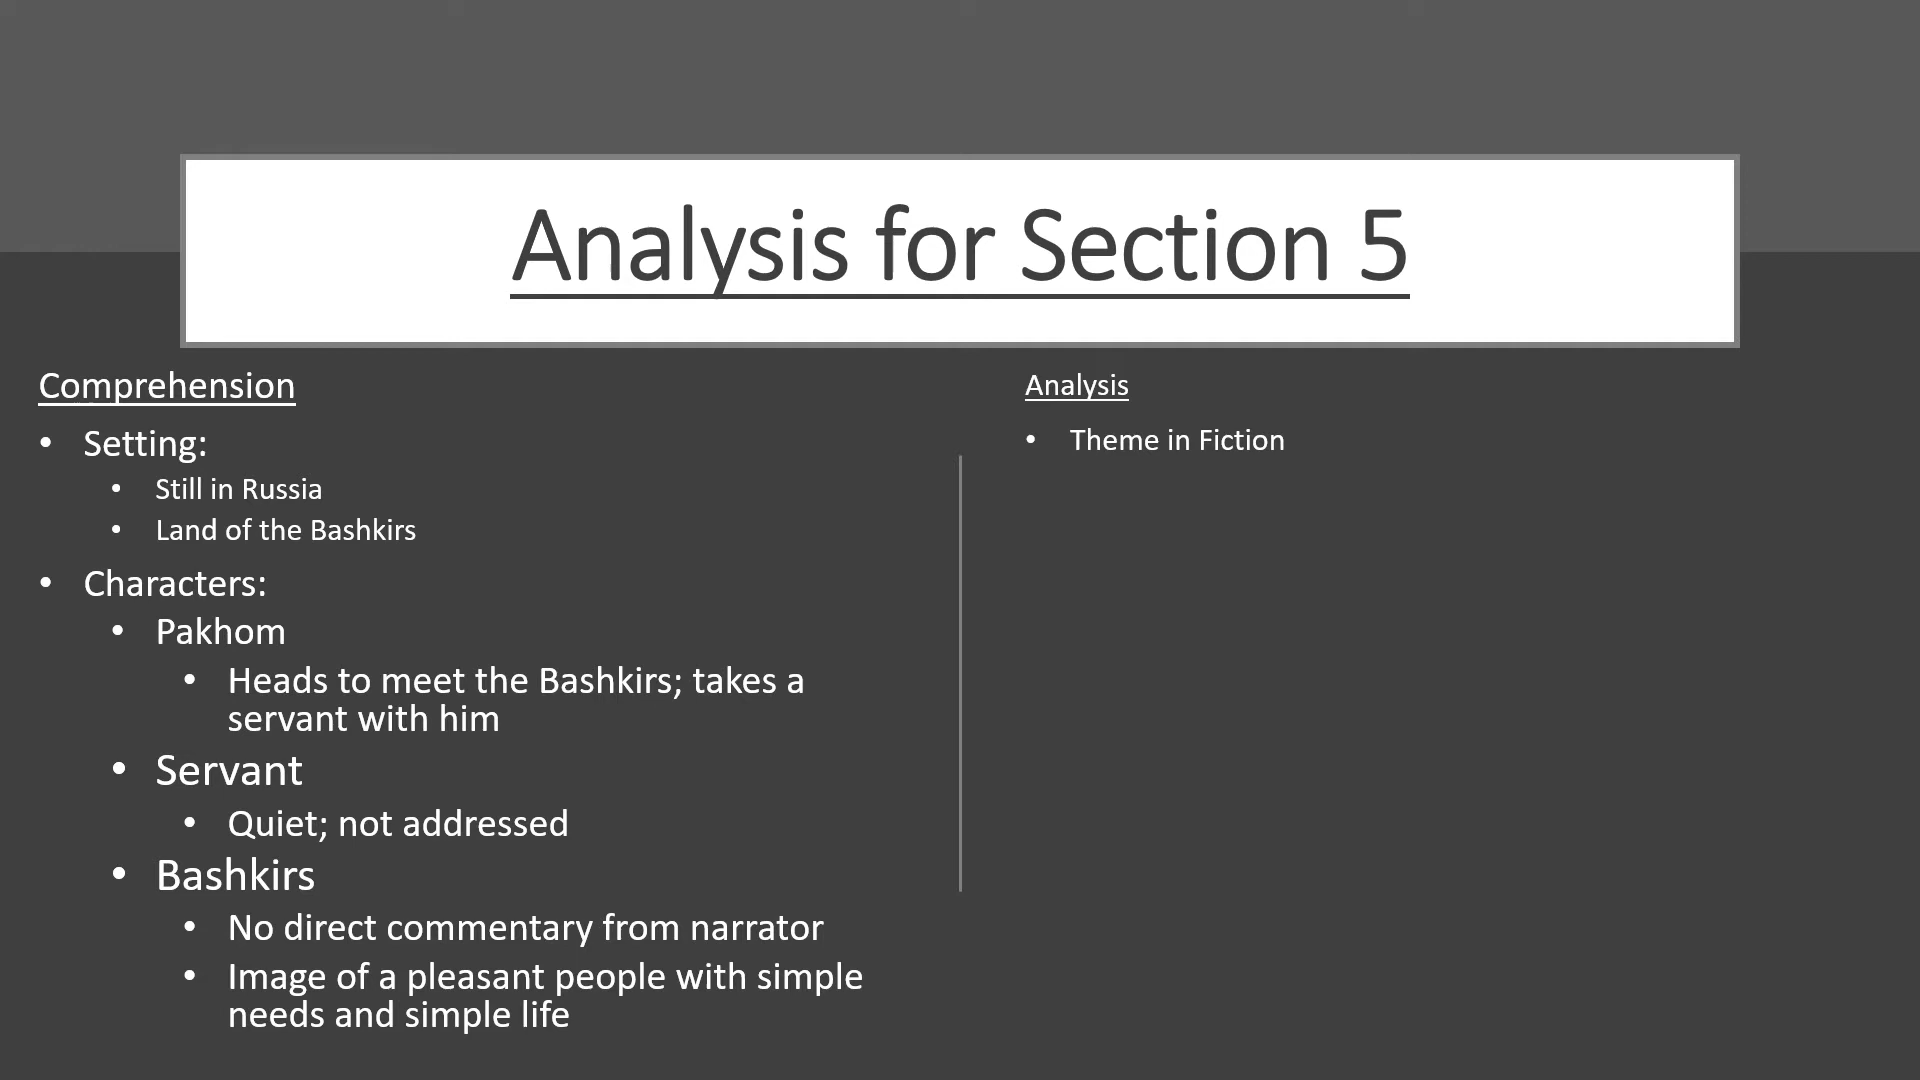 Analysis for Section 5
Comprehension
• Setting:
• Still in Russia
• Land of the Bashkirs
• Characters:
• Pakhom
• Heads to meet the Bashkirs; takes a
servant with him
• Servant
• Quiet; not addressed
• Bashkirs
• No direct commentary from narrator
• Image of a pleasant people with simple
needs and simple life
Analysis
• Theme in Fiction